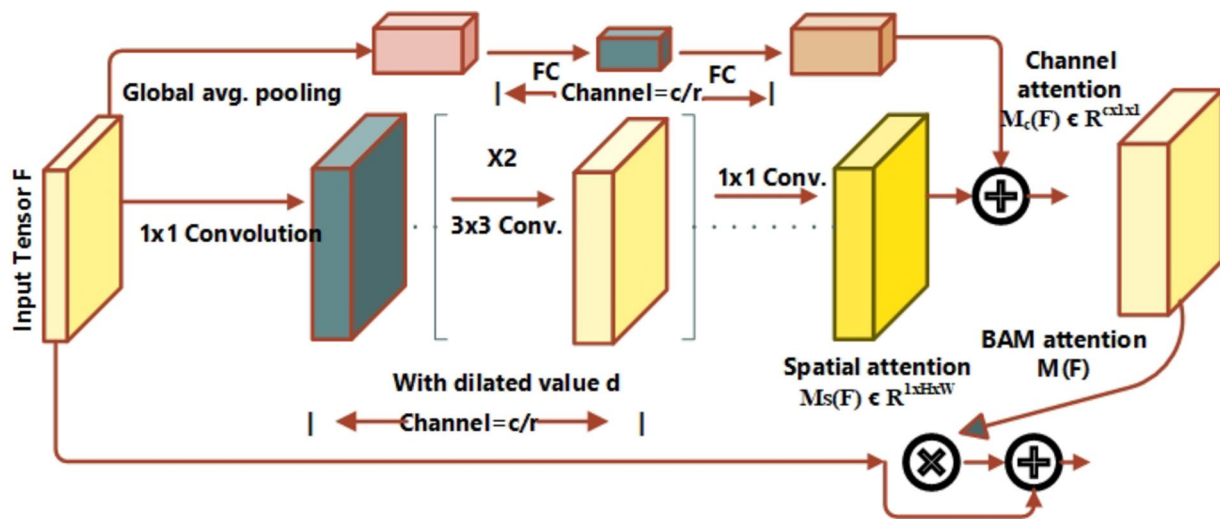 Global avg. pooling
FC
FC
Channel=c/r
Channel
attention
Mc(F) ϵ R^cx1x1
Input Tensor F
1x1 Convolution
X2
3x3 Conv.
1x1 Conv.
With dilated value d
Channel=c/r
Spatial attention
Ms(F) ϵ R^1xHxW
BAM attention
M(F)